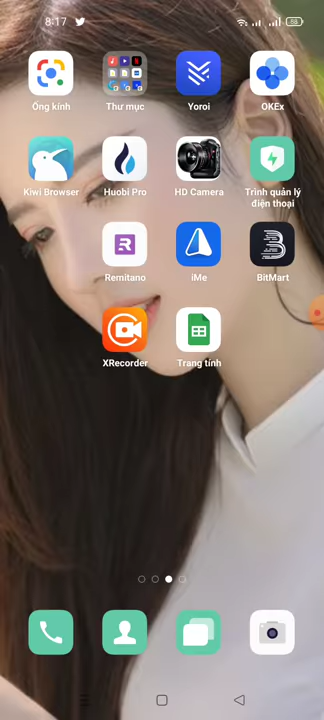 8:17
58
Ống kính
Thư mục
Yoroi
OKEx
Kiwi Browser
Huobi Pro
HD Camera
Trình quản lý
điện thoại
Remitano
iMe
BitMart
XRecorder
Trang tính